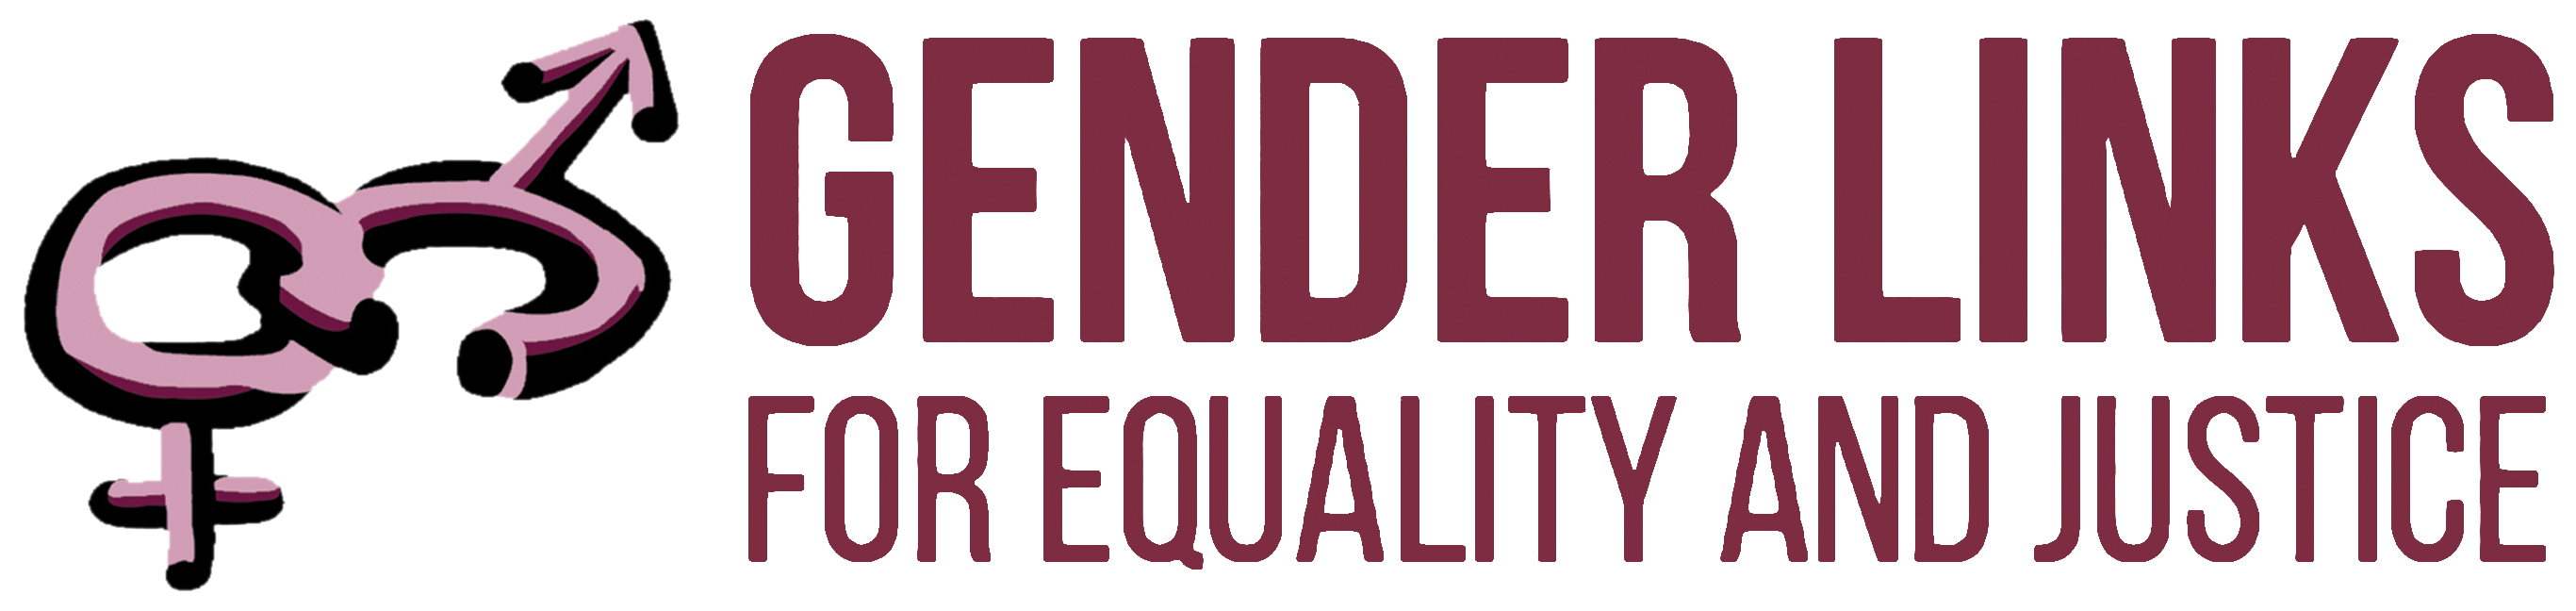 GENDER LINKS
FOR EQUALITY AND JUSTICE